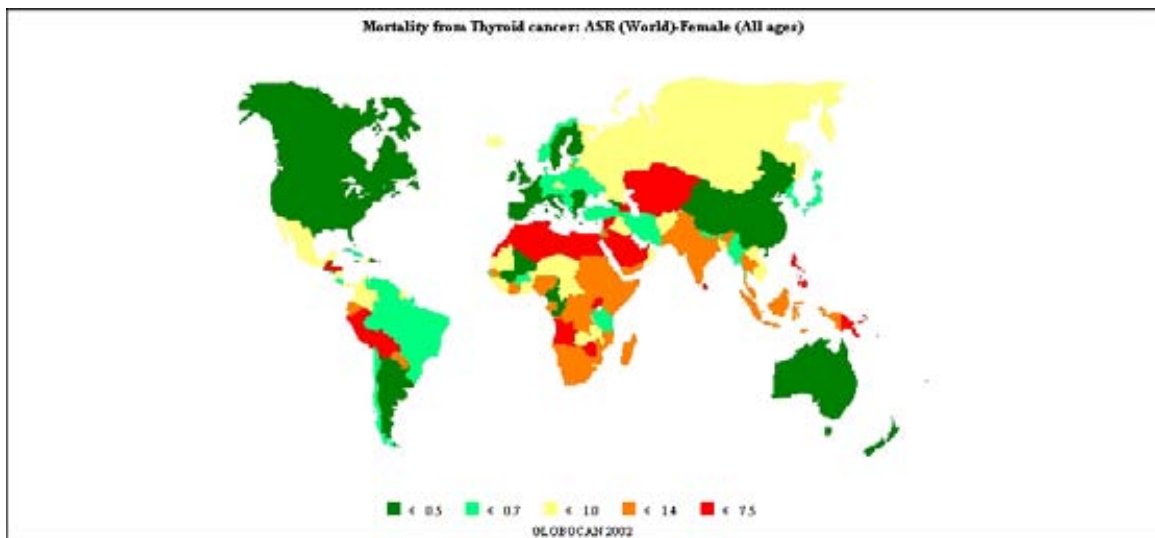 Mortality from Thyroid cancer: ASR (World)-Female (All ages)
< 0.5 < 0.7 < 1.0 < 1.4 < 7.5
GLOBOCAN 2002